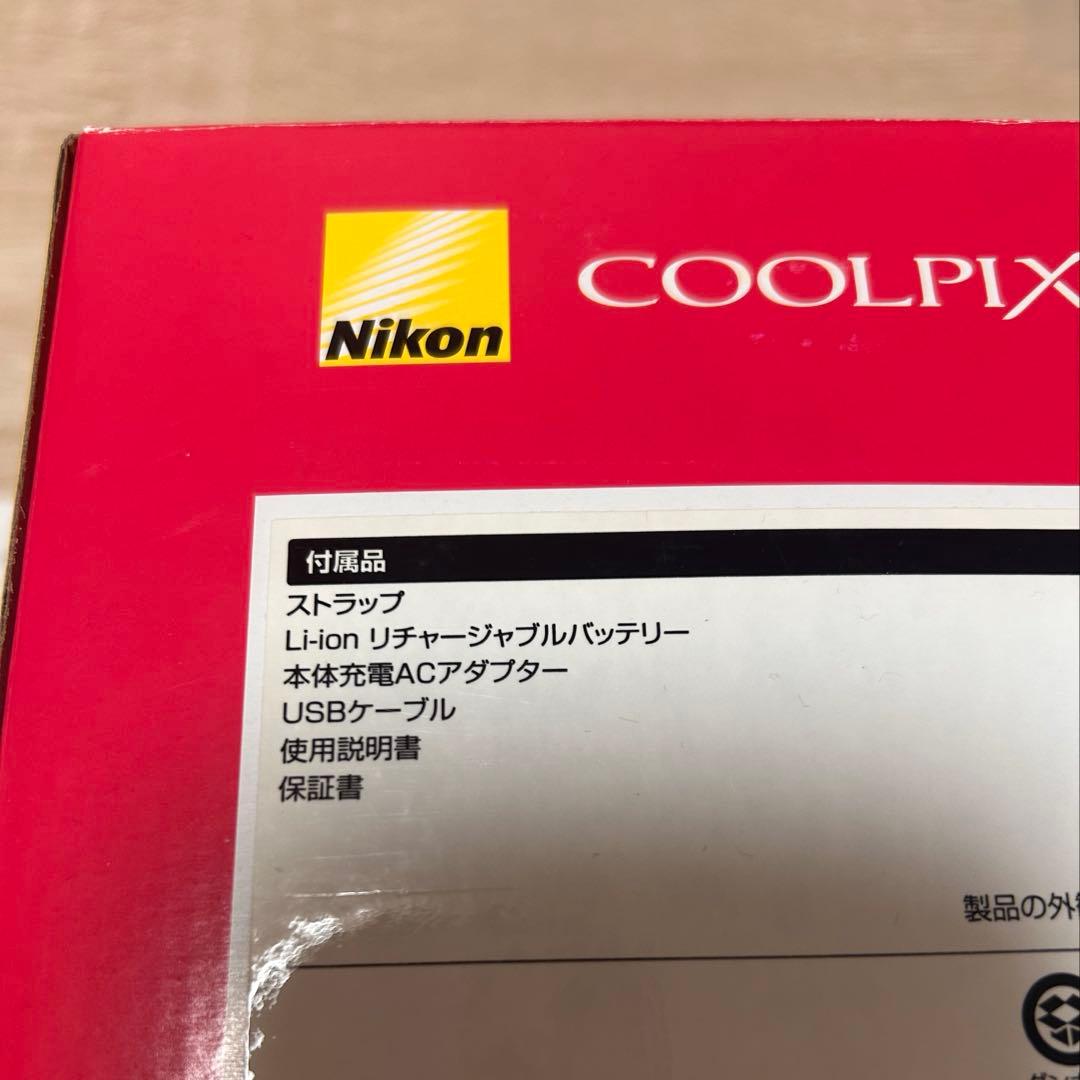 Nikon
COOLPIX
付属品
ストラップ
Li-ion リチャージャブルバッテリー
本体充電ACアダプター
USBケーブル
使用説明書
保証書
製品の外